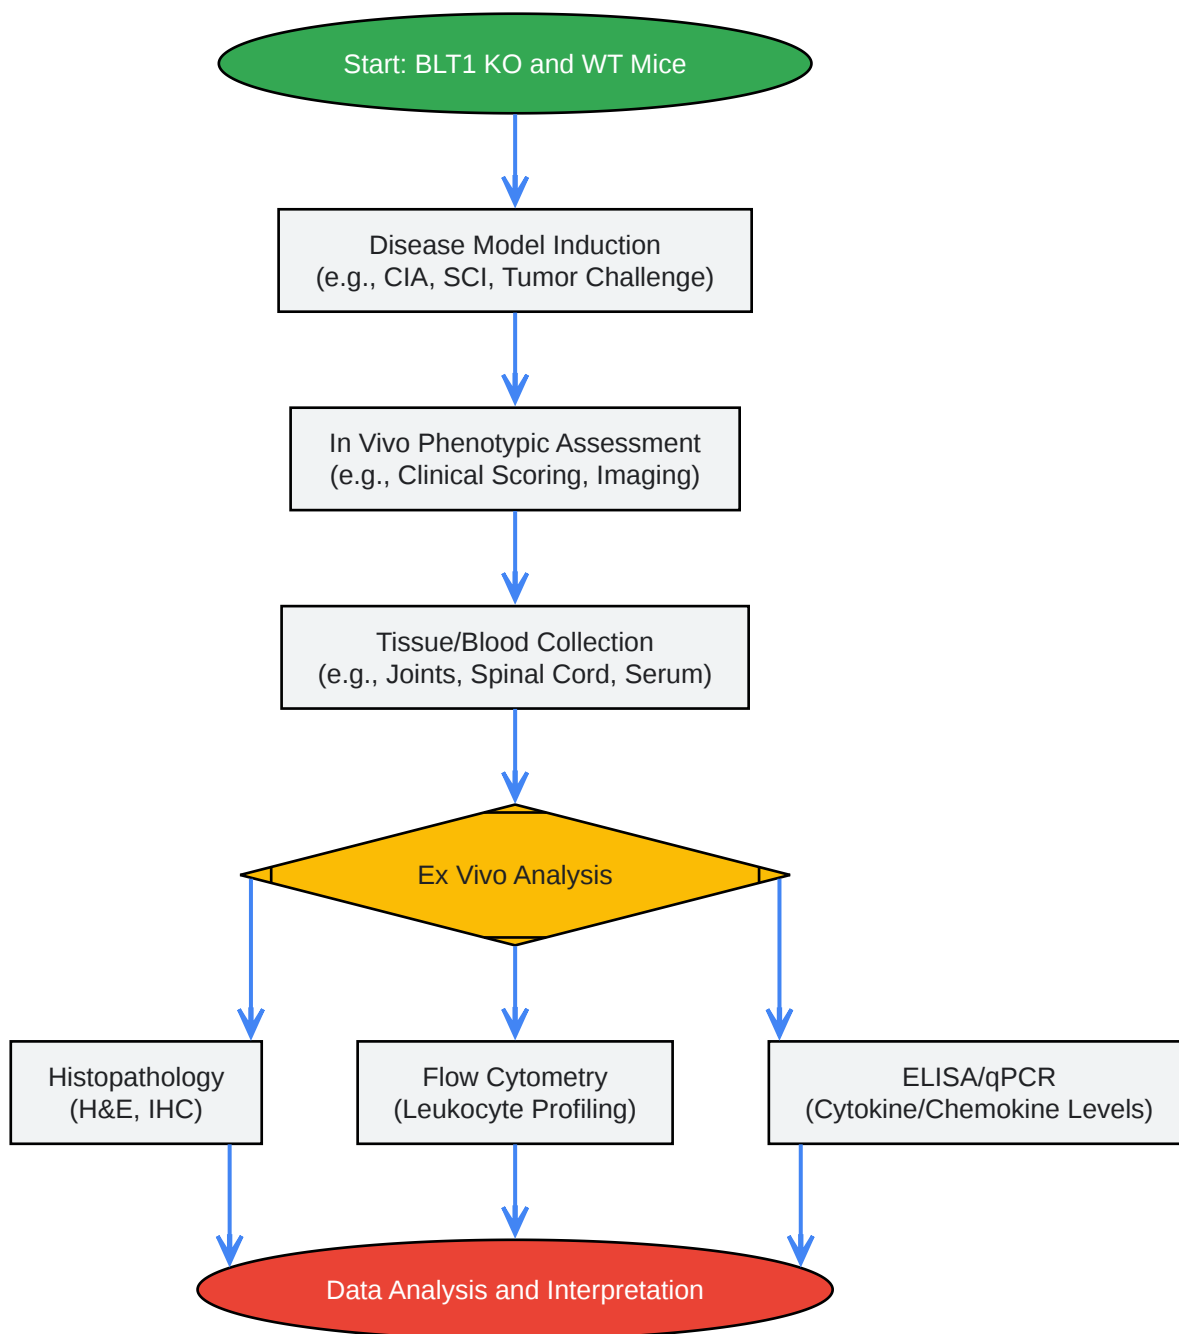 Start: BLT1 KO and WT Mice
Disease Model Induction
(e.g., CIA, SCI, Tumor Challenge)
In Vivo Phenotypic Assessment
(e.g., Clinical Scoring, Imaging)
Tissue/Blood Collection
(e.g., Joints, Spinal Cord, Serum)
Ex Vivo Analysis
Histopathology
(H&E, IHC)
Flow Cytometry
(Leukocyte Profiling)
ELISA/qPCR
(Cytokine/Chemokine Levels)
Data Analysis and Interpretation